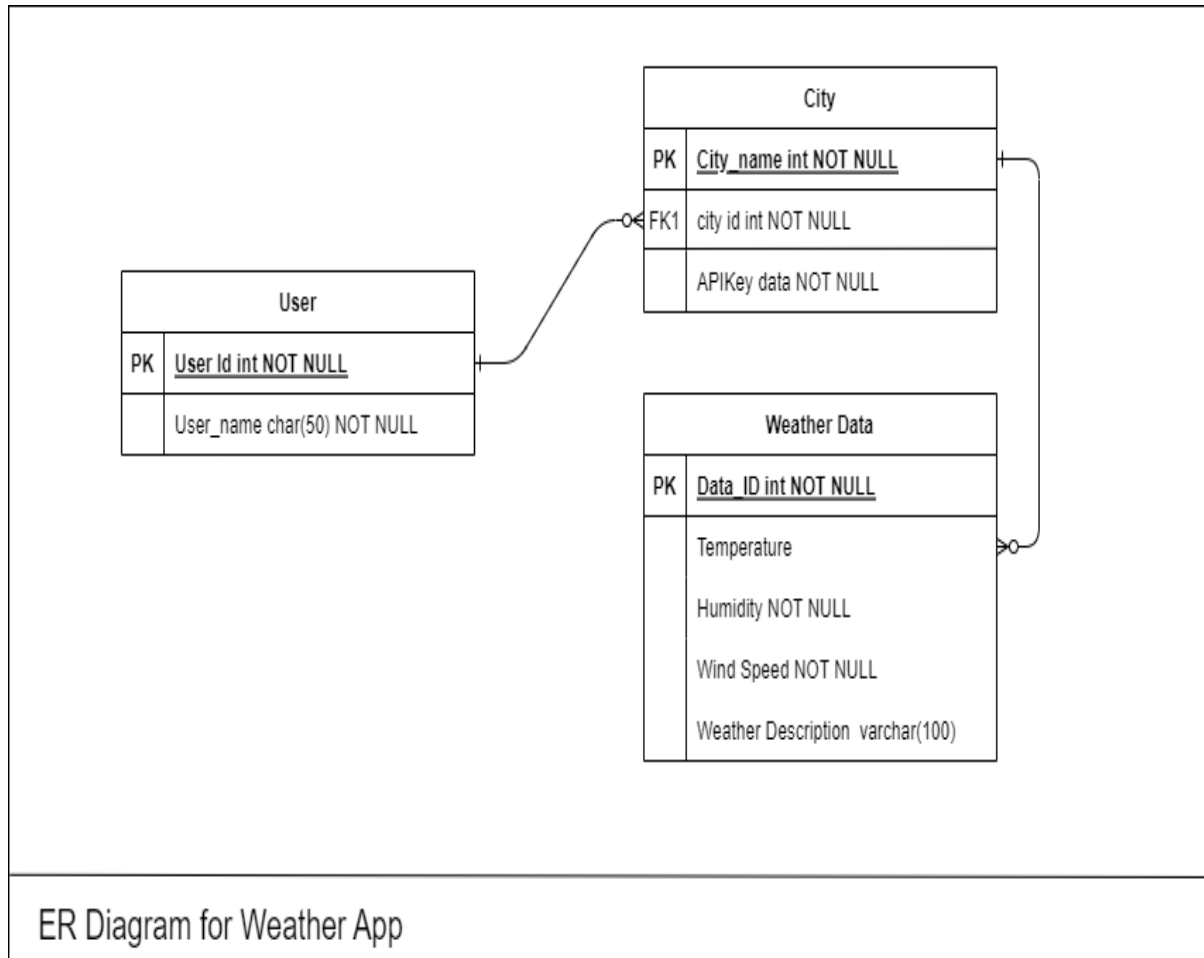 City
PK City_name int NOT NULL
FK1 city id int NOT NULL
APIKey data NOT NULL
User
PK User Id int NOT NULL
User_name char(50) NOT NULL
Weather Data
PK Data_ID int NOT NULL
Temperature
Humidity NOT NULL
Wind Speed NOT NULL
Weather Description varchar(100)
ER Diagram for Weather App